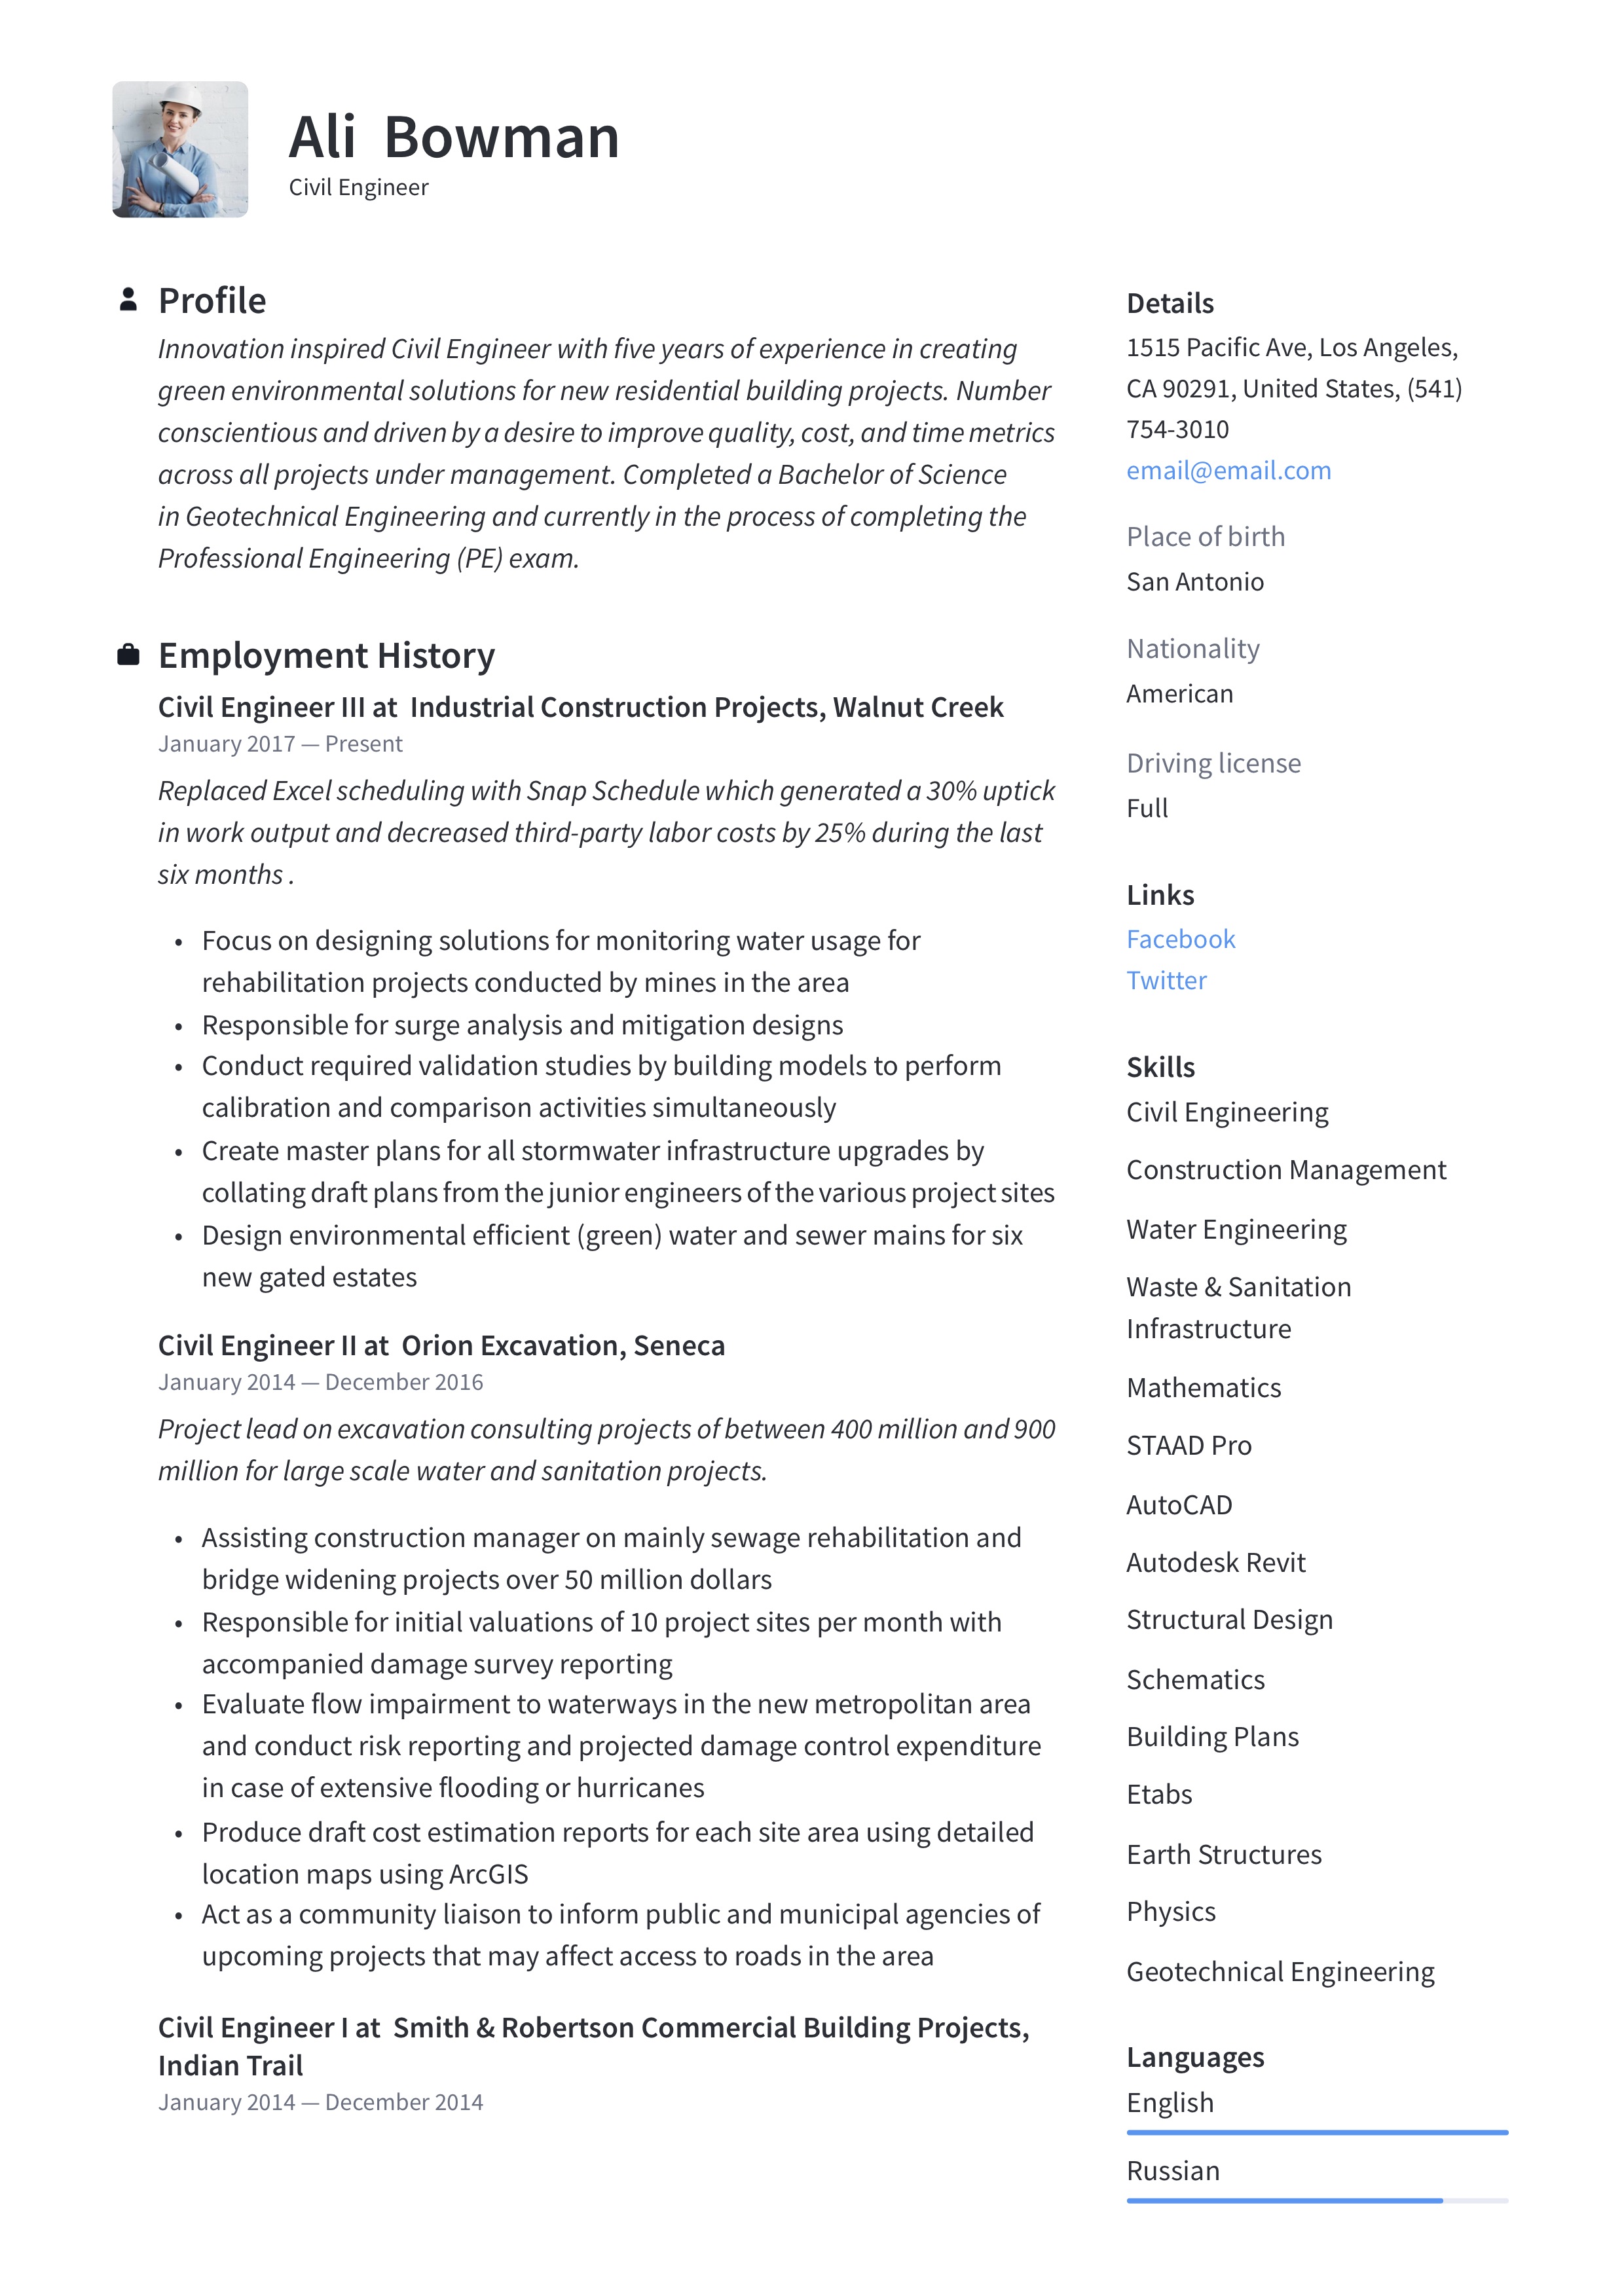 Ali Bowman
Civil Engineer
Profile
Innovation inspired Civil Engineer with five years of experience in creating
green environmental solutions for new residential building projects. Number
conscientious and driven by a desire to improve quality, cost, and time metrics
across all projects under management. Completed a Bachelor of Science
in Geotechnical Engineering and currently in the process of completing the
Professional Engineering (PE) exam.
Employment History
Civil Engineer III at Industrial Construction Projects, Walnut Creek
January 2017 — Present
Replaced Excel scheduling with Snap Schedule which generated a 30% uptick
in work output and decreased third-party labor costs by 25% during the last
six months .
• Focus on designing solutions for monitoring water usage for
rehabilitation projects conducted by mines in the area
• Responsible for surge analysis and mitigation designs
• Conduct required validation studies by building models to perform
calibration and comparison activities simultaneously
• Create master plans for all stormwater infrastructure upgrades by
collating draft plans from the junior engineers of the various project sites
• Design environmental efficient (green) water and sewer mains for six
new gated estates
Civil Engineer II at Orion Excavation, Seneca
January 2014 — December 2016
Project lead on excavation consulting projects of between 400 million and 900
million for large scale water and sanitation projects.
• Assisting construction manager on mainly sewage rehabilitation and
bridge widening projects over 50 million dollars
• Responsible for initial valuations of 10 project sites per month with
accompanied damage survey reporting
• Evaluate flow impairment to waterways in the new metropolitan area
and conduct risk reporting and projected damage control expenditure
in case of extensive flooding or hurricanes
• Produce draft cost estimation reports for each site area using detailed
location maps using ArcGIS
• Act as a community liaison to inform public and municipal agencies of
upcoming projects that may affect access to roads in the area
Civil Engineer I at Smith & Robertson Commercial Building Projects,
Indian Trail
January 2014 — December 2014
Details
1515 Pacific Ave, Los Angeles,
CA 90291, United States, (541)
754-3010
email@email.com
Place of birth
San Antonio
Nationality
American
Driving license
Full
Links
Facebook
Twitter
Skills
Civil Engineering
Construction Management
Water Engineering
Waste & Sanitation
Infrastructure
Mathematics
STAAD Pro
AutoCAD
Autodesk Revit
Structural Design
Schematics
Building Plans
Etabs
Earth Structures
Physics
Geotechnical Engineering
Languages
English
Russian